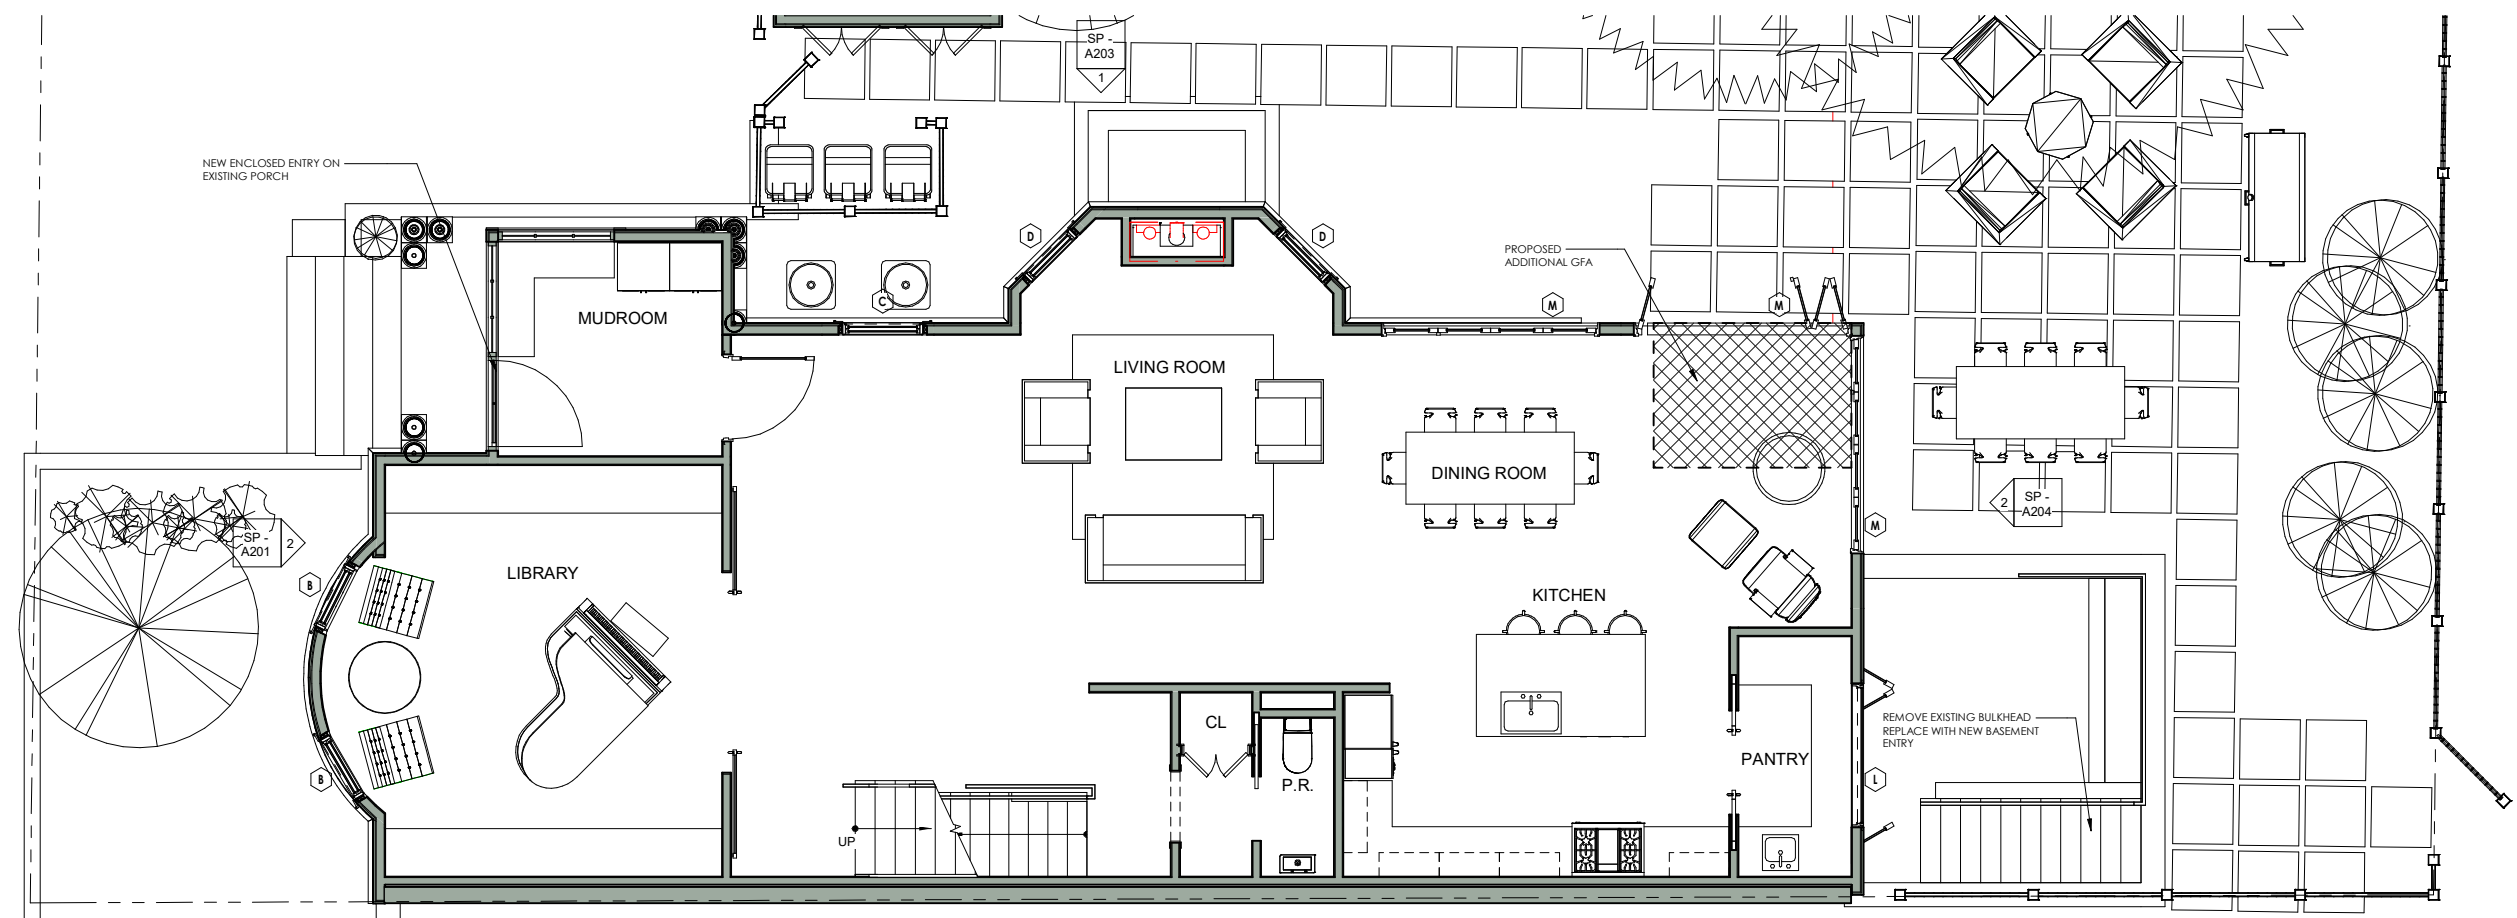 SP -
A203
1
NEW ENCLOSED ENTRY ON
EXISTING PORCH
D
D
PROPOSED
ADDITIONAL GFA
C
M
M
MUDROOM
LIVING ROOM
DINING ROOM
2
SP -
A204
M
SP -
A201
2
B
LIBRARY
KITCHEN
CL
REMOVE EXISTING BULKHEAD
REPLACE WITH NEW BASEMENT
ENTRY
PANTRY
B
P.R.
L
UP